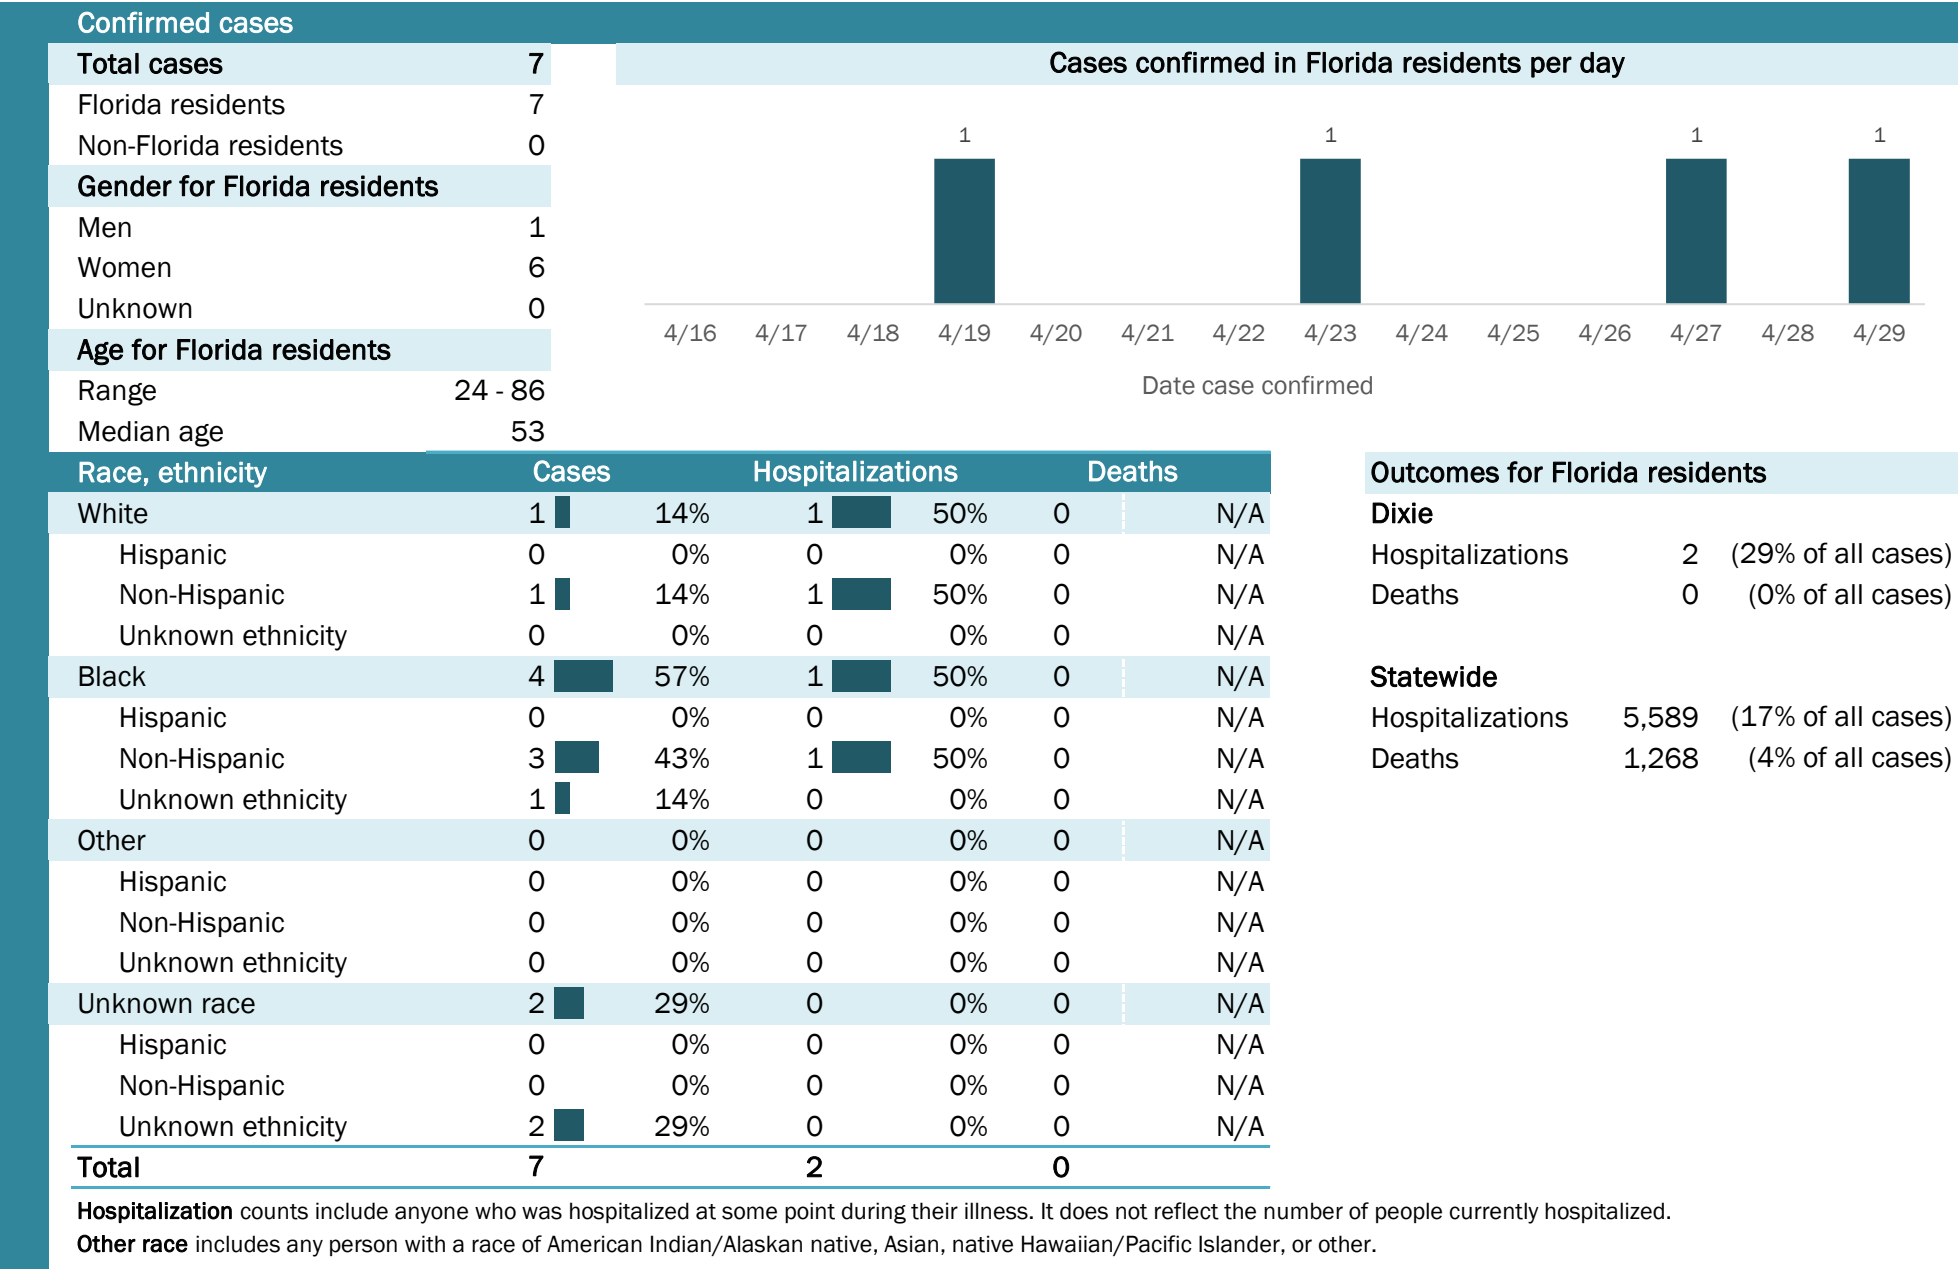 Confirmed cases
Total cases 7
Florida residents 7
Non-Florida residents 0
Gender for Florida residents
Men 1
Women 6
Unknown 0
Age for Florida residents
Range 24 - 86
Median age 53
Cases confirmed in Florida residents per day
1 1 1 1
4/16 4/17 4/18 4/19 4/20 4/21 4/22 4/23 4/24 4/25 4/26 4/27 4/28 4/29
Date case confirmed
Race, ethnicity Cases Hospitalizations Deaths
White 1 14% 1 50% 0 N/A
Hispanic 0 0% 0 0% 0 N/A
Non-Hispanic 1 14% 1 50% 0 N/A
Unknown ethnicity 0 0% 0 0% 0 N/A
Black 4 57% 1 50% 0 N/A
Hispanic 0 0% 0 0% 0 N/A
Non-Hispanic 3 43% 1 50% 0 N/A
Unknown ethnicity 1 14% 0 0% 0 N/A
Other 0 0% 0 0% 0 N/A
Hispanic 0 0% 0 0% 0 N/A
Non-Hispanic 0 0% 0 0% 0 N/A
Unknown ethnicity 0 0% 0 0% 0 N/A
Unknown race 2 29% 0 0% 0 N/A
Hispanic 0 0% 0 0% 0 N/A
Non-Hispanic 0 0% 0 0% 0 N/A
Unknown ethnicity 2 29% 0 0% 0 N/A
Total 7 2 0
Outcomes for Florida residents
Dixie
Hospitalizations 2 (29% of all cases)
Deaths 0 (0% of all cases)
Statewide
Hospitalizations 5,589 (17% of all cases)
Deaths 1,268 (4% of all cases)
Hospitalization counts include anyone who was hospitalized at some point during their illness. It does not reflect the number of people currently hospitalized.
Other race includes any person with a race of American Indian/Alaskan native, Asian, native Hawaiian/Pacific Islander, or other.